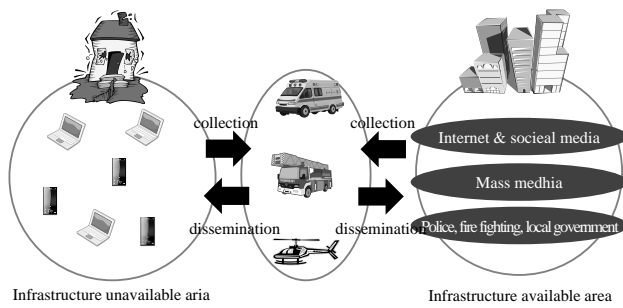 collection
collection
Internet & socieal media
Mass medhia
dissemination
dissemination
Police, fire fighting, local government
Infrastructure unavailable aria
Infrastructure available area